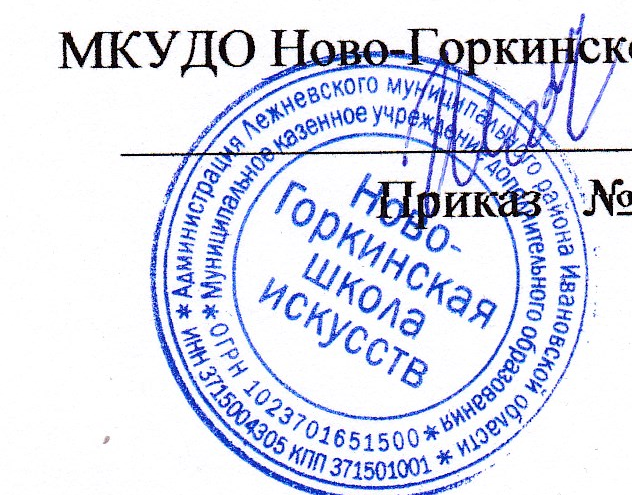 МКУДО Ново-Горкинск
Приказ №
* Администрация Лежневского муниципального района Ивановской области *
ИНН 3715004305 КПП 371501001
* Муниципальное казенное учреждение дополнительного образования *
ОГРН 1023701651500
Ново-
Горкинская
школа
искусств